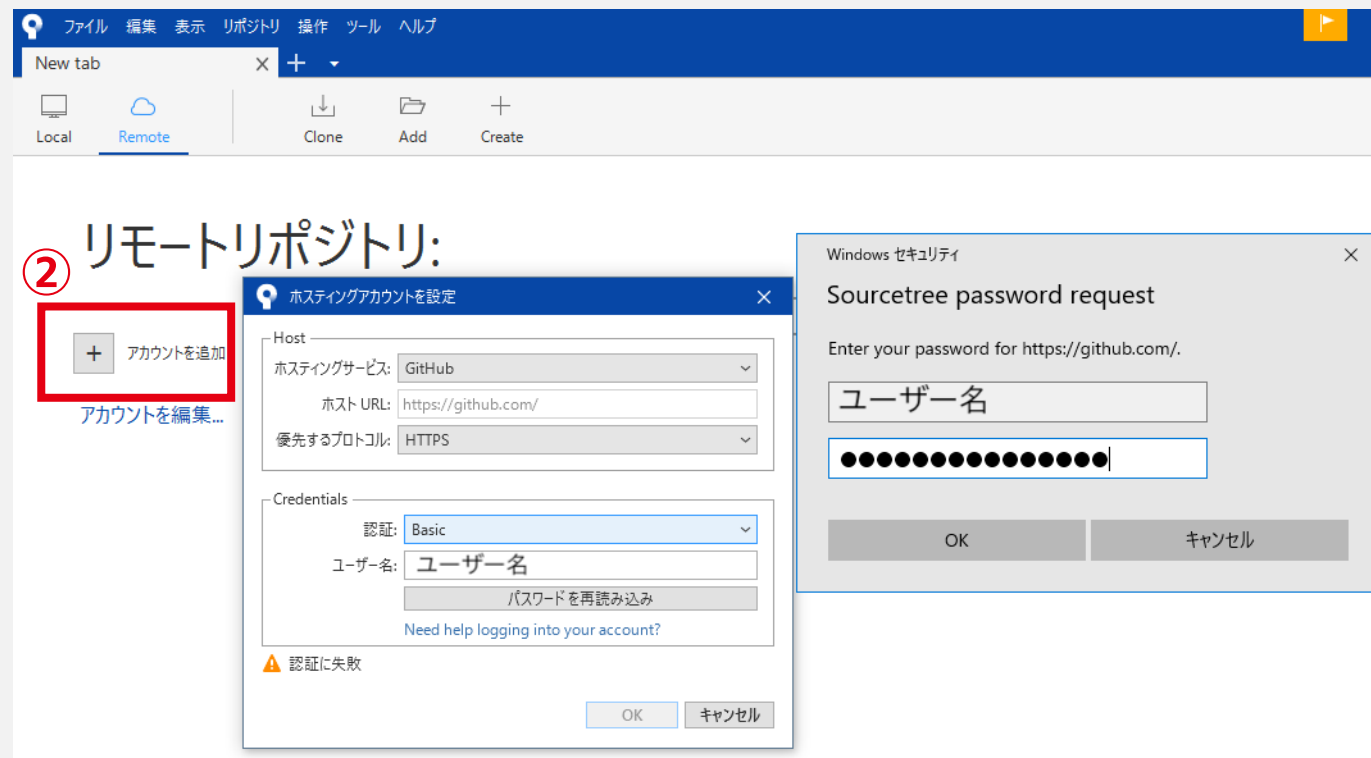 ファイル 編集 表示 リポジトリ 操作 ツール ヘルプ
New tab
Local Remote Clone Add Create
リモートリポジトリ:
②
アカウントを追加
アカウントを編集...
ホスティングアカウントを設定
Host
ホスティングサービス: GitHub
ホスト URL: https://github.com/
優先するプロトコル: HTTPS
Credentials
認証: Basic
ユーザー名: ユーザー名
パスワードを再読み込み
Need help logging into your account?
認証に失敗
OK キャンセル
Windows セキュリティ
Sourcetree password request
Enter your password for https://github.com/.
ユーザー名
●●●●●●●●●●●●●●●
OK キャンセル